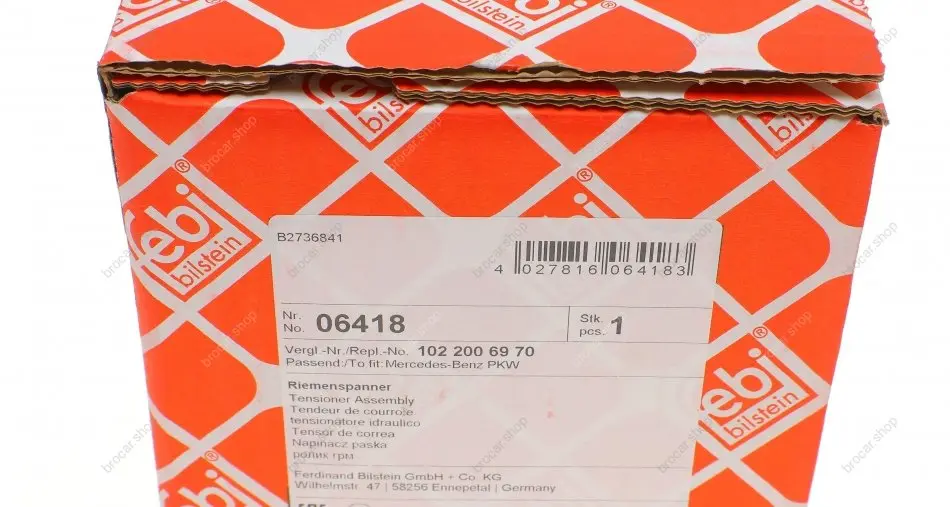 febi
bilstein
B2736841
4 027816 064183
Nr.
No. 06418
Stk.
pcs. 1
Vergl.-Nr./Repl.-No. 102 200 69 70
Passend:/To fit:Mercedes-Benz PKW
Riemenspanner
Tensioner Assembly
Tendeur de courroie
tensionatore idraulico
Tensor de correa
Napinacz paska
ролик грм
Ferdinand Bilstein GmbH + Co. KG
Wilhelmstr. 47 | 58256 Ennepetal | Germany
febi
bilstein
brocar.shop